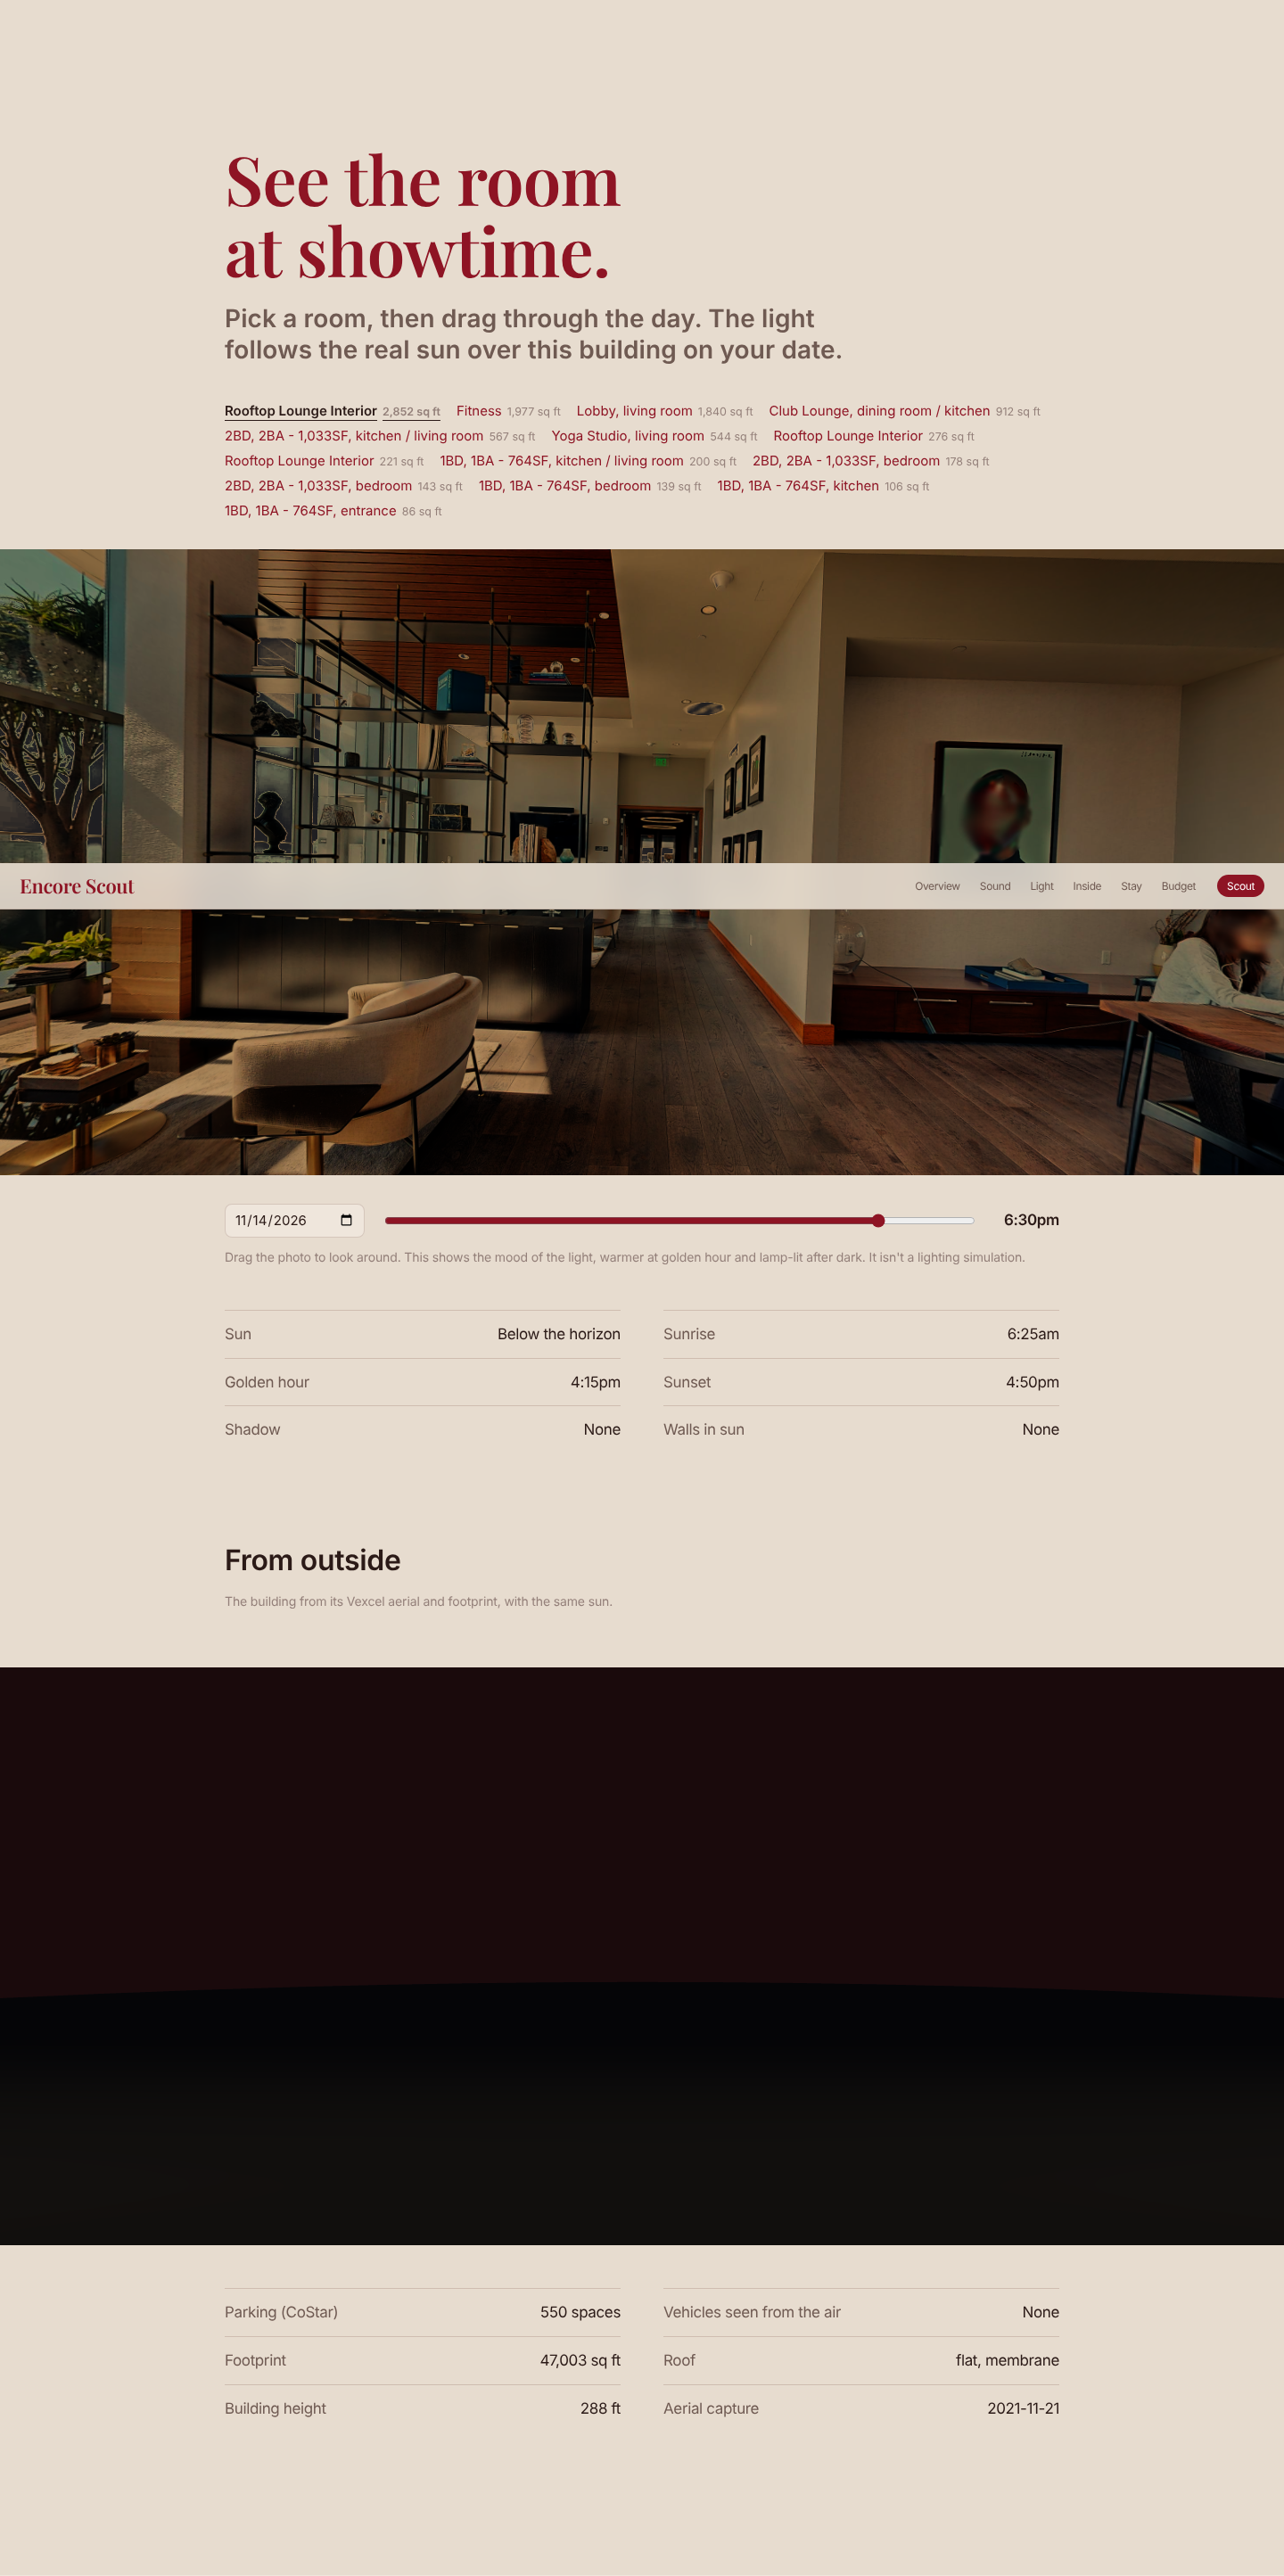 See the room
at showtime.
Pick a room, then drag through the day. The light
follows the real sun over this building on your date.
Rooftop Lounge Interior 2,852 sq ft Fitness 1,977 sq ft Lobby, living room 1,840 sq ft Club Lounge, dining room / kitchen 912 sq ft
2BD, 2BA - 1,033SF, kitchen / living room 567 sq ft Yoga Studio, living room 544 sq ft Rooftop Lounge Interior 276 sq ft
Rooftop Lounge Interior 221 sq ft 1BD, 1BA - 764SF, kitchen / living room 200 sq ft 2BD, 2BA - 1,033SF, bedroom 178 sq ft
2BD, 2BA - 1,033SF, bedroom 143 sq ft 1BD, 1BA - 764SF, bedroom 139 sq ft 1BD, 1BA - 764SF, kitchen 106 sq ft
1BD, 1BA - 764SF, entrance 86 sq ft
Encore Scout Overview Sound Light Inside Stay Budget Scout
11/14/2026 6:30pm
Drag the photo to look around. This shows the mood of the light, warmer at golden hour and lamp-lit after dark. It isn't a lighting simulation.
Sun Below the horizon Sunrise 6:25am
Golden hour 4:15pm Sunset 4:50pm
Shadow None Walls in sun None
From outside
The building from its Vexcel aerial and footprint, with the same sun.
Parking (CoStar) 550 spaces Vehicles seen from the air None
Footprint 47,003 sq ft Roof flat, membrane
Building height 288 ft Aerial capture 2021-11-21